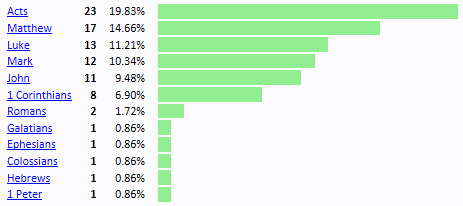 Acts 23 19.83%
Matthew 17 14.66%
Luke 13 11.21%
Mark 12 10.34%
John 11 9.48%
1 Corinthians 8 6.90%
Romans 2 1.72%
Galatians 1 0.86%
Ephesians 1 0.86%
Colossians 1 0.86%
Hebrews 1 0.86%
1 Peter 1 0.86%